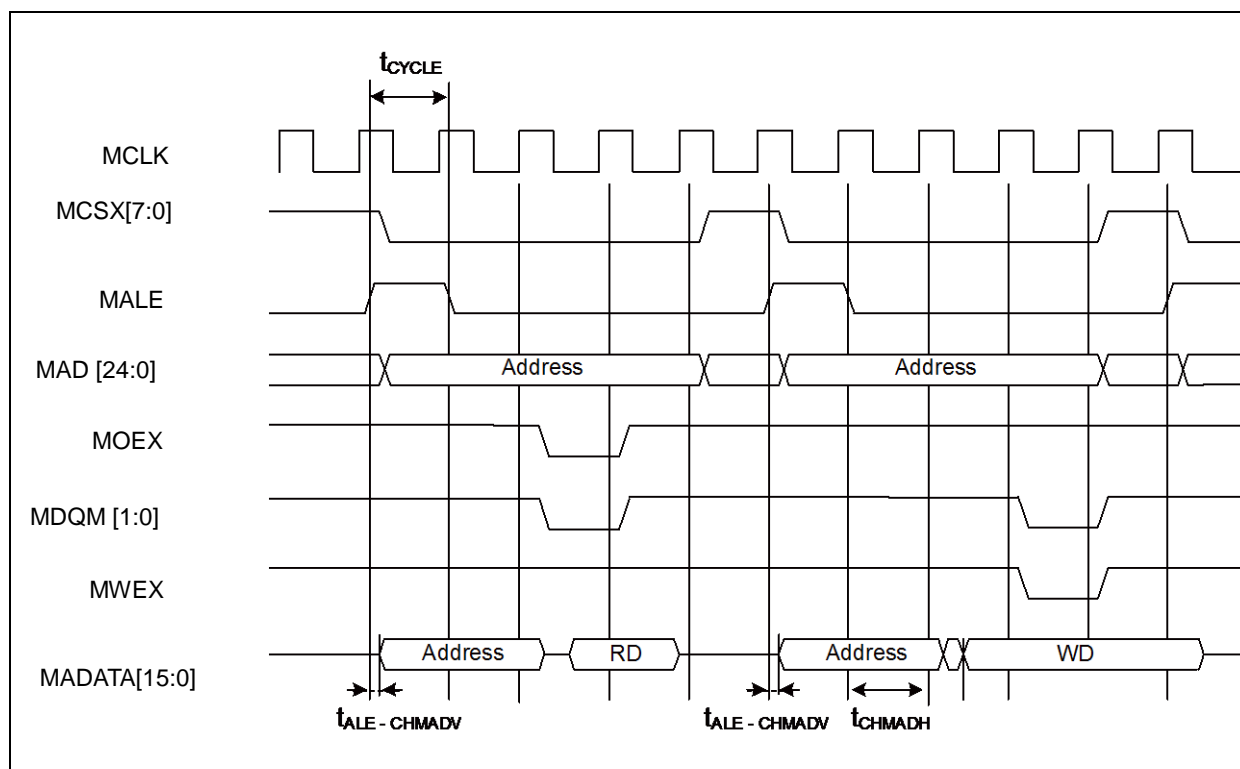 tCYCLE
MCLK
MCSX[7:0]
MALE
MAD [24:0]
Address
Address
MOEX
MDQM [1:0]
MWEX
MADATA[15:0]
Address
RD
Address
WD
tALE - CHMADV
tALE - CHMADV
tCHMADH